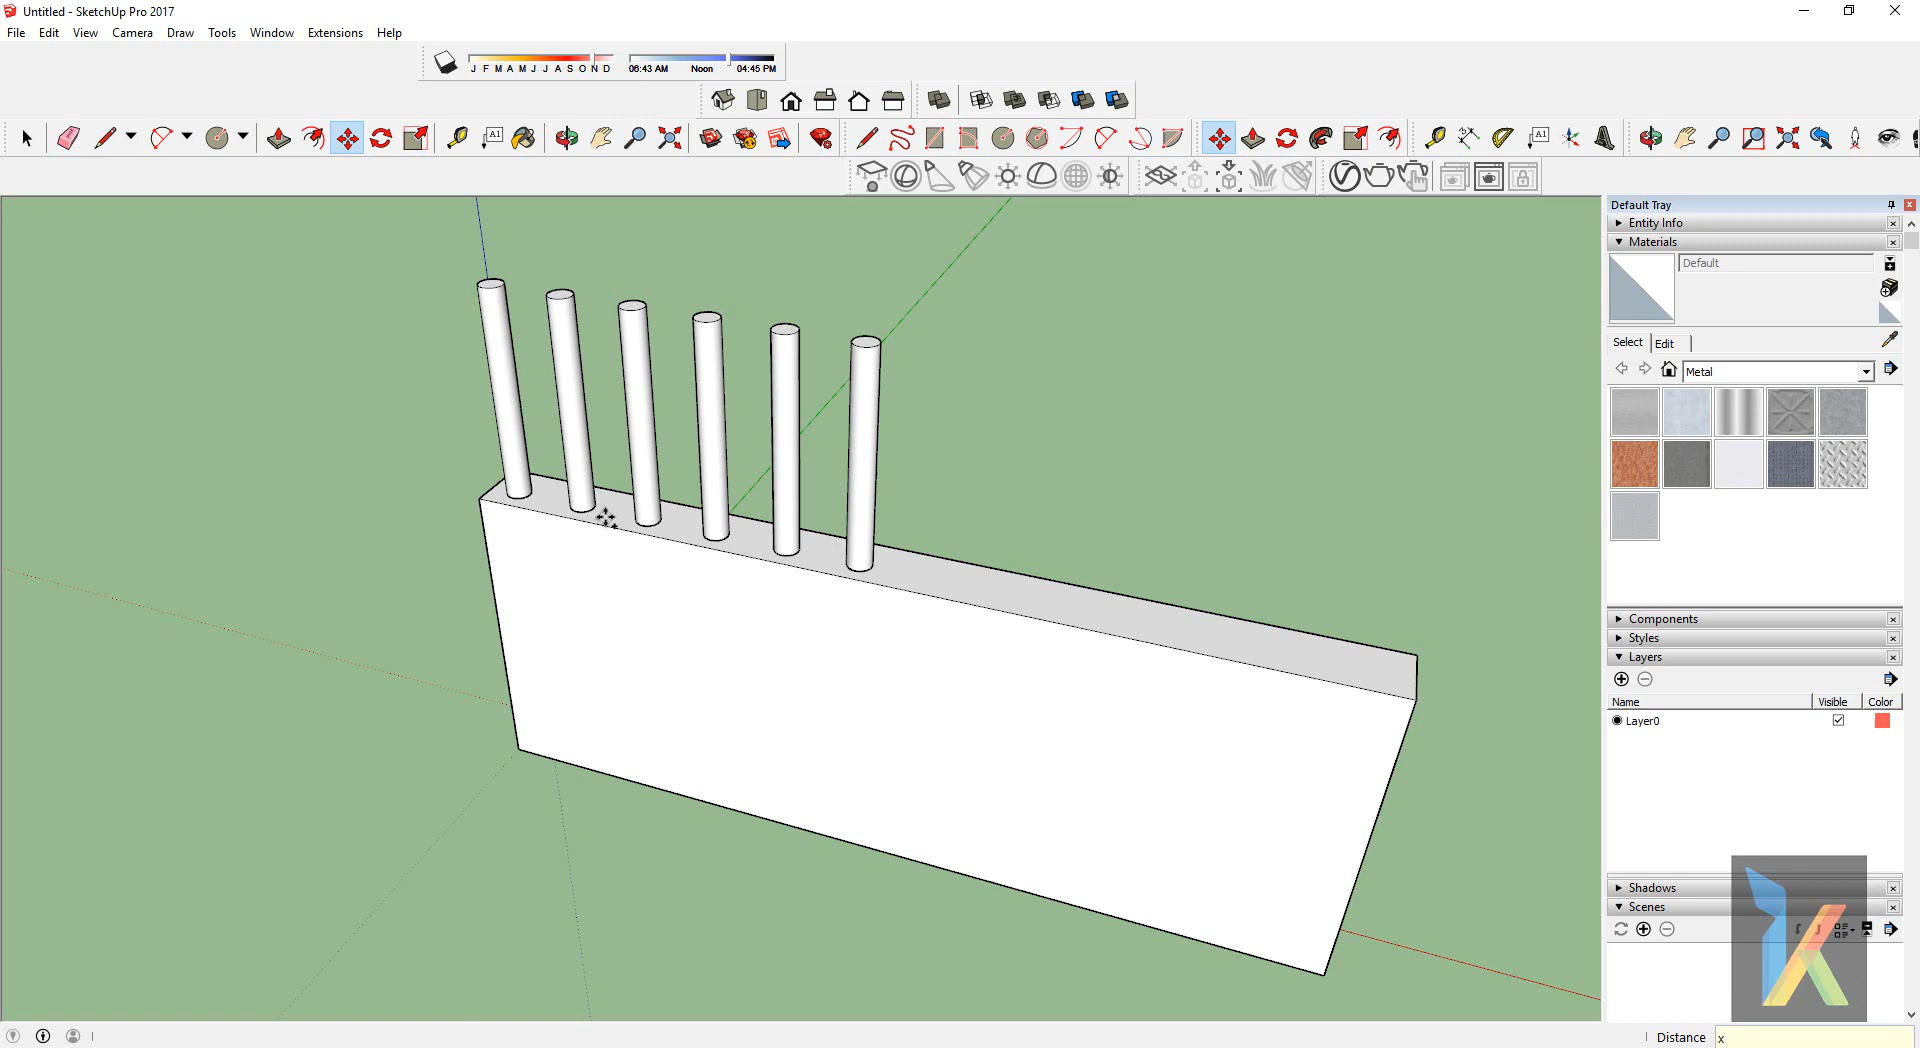 Untitled - SketchUp Pro 2017
File Edit View Camera Draw Tools Window Extensions Help
J F M A M J J A S O N D 06:43 AM Noon 04:45 PM
A1 A1
Default Tray
Entity Info
Materials
Default
Select Edit
Metal
Components
Styles
Layers
Name Visible Color
Layer0
Shadows
Scenes
Distance x